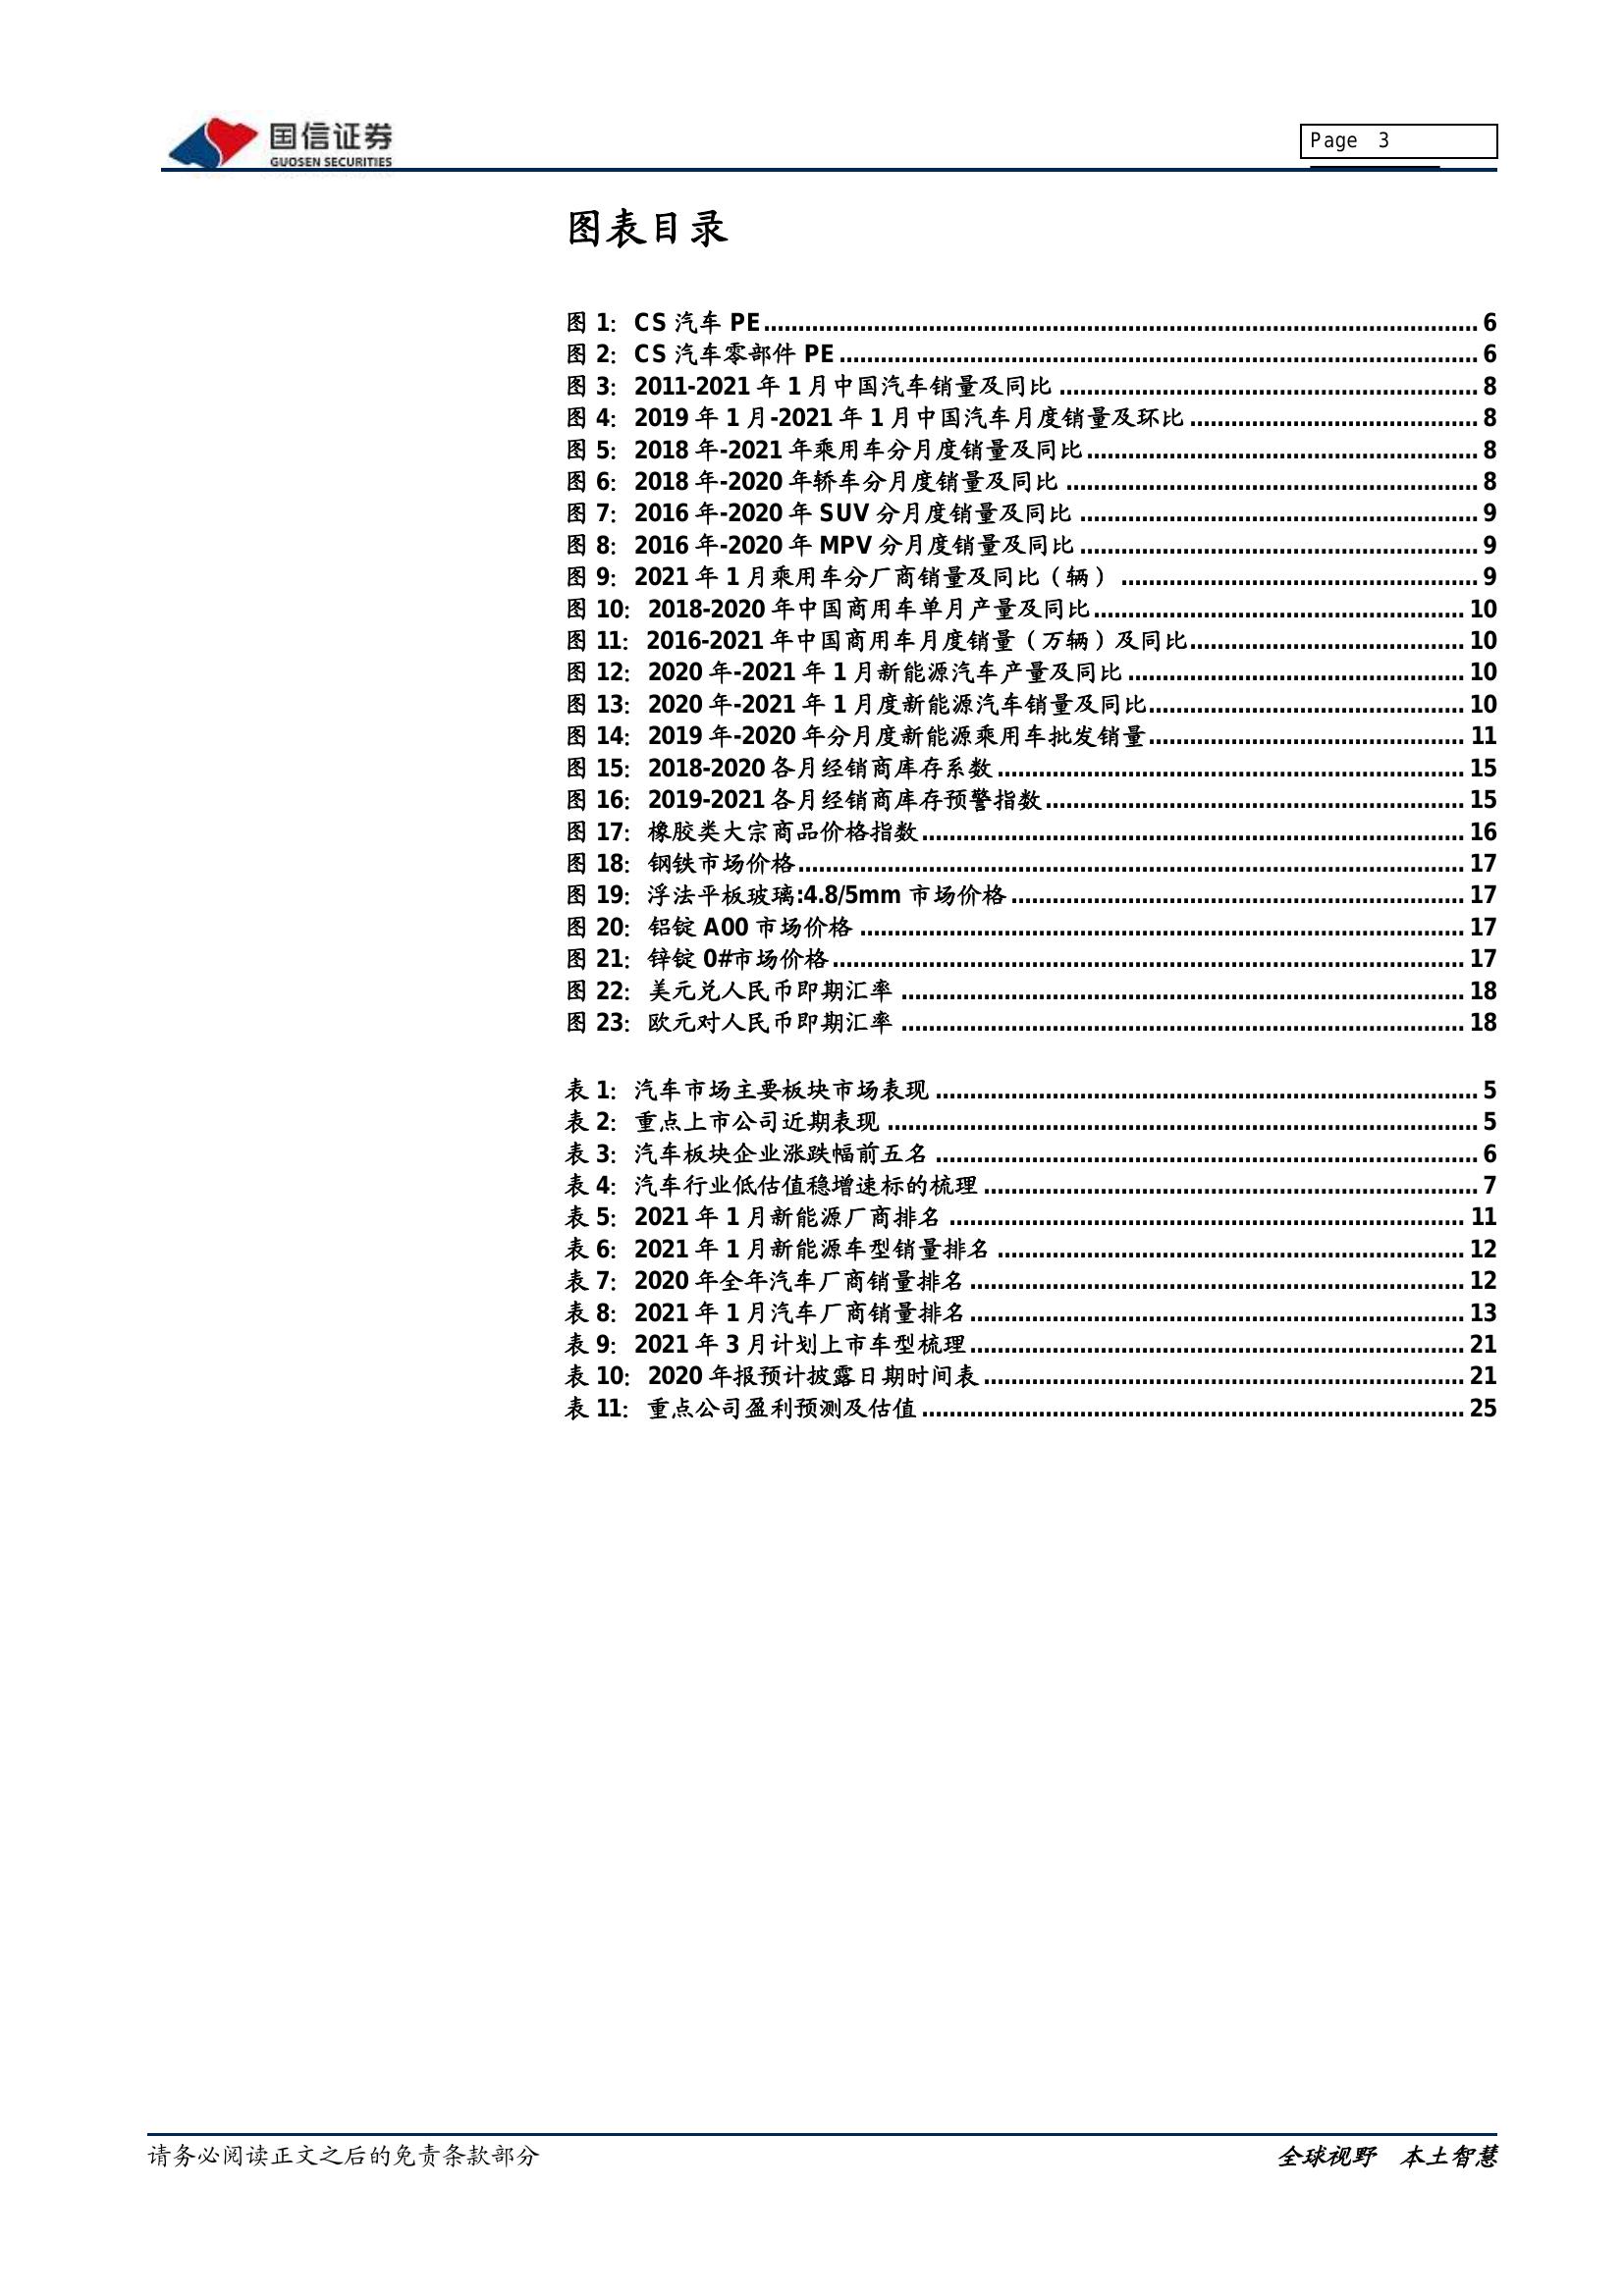 国信证券
GUOSEN SECURITIES
Page 3
图表目录
图 1: CS 汽车 PE 6
图 2: CS 汽车零部件 PE 6
图 3: 2011-2021 年 1 月中国汽车销量及同比 8
图 4: 2019 年 1 月-2021 年 1 月中国汽车月度销量及环比 8
图 5: 2018 年-2021 年乘用车分月度销量及同比 8
图 6: 2018 年-2020 年轿车分月度销量及同比 8
图 7: 2016 年-2020 年 SUV 分月度销量及同比 9
图 8: 2016 年-2020 年 MPV 分月度销量及同比 9
图 9: 2021 年 1 月乘用车分厂商销量及同比（辆） 9
图 10: 2018-2020 年中国商用车单月产量及同比 10
图 11: 2016-2021 年中国商用车月度销量（万辆）及同比 10
图 12: 2020 年-2021 年 1 月新能源汽车产量及同比 10
图 13: 2020 年-2021 年 1 月度新能源汽车销量及同比 10
图 14: 2019 年-2020 年分月度新能源乘用车批发销量 11
图 15: 2018-2020 各月经销商库存系数 15
图 16: 2019-2021 各月经销商库存预警指数 15
图 17: 橡胶类大宗商品价格指数 16
图 18: 钢铁市场价格 17
图 19: 浮法平板玻璃:4.8/5mm 市场价格 17
图 20: 铝锭 A00 市场价格 17
图 21: 锌锭 0#市场价格 17
图 22: 美元兑人民币即期汇率 18
图 23: 欧元对人民币即期汇率 18
表 1: 汽车市场主要板块市场表现 5
表 2: 重点上市公司近期表现 5
表 3: 汽车板块企业涨跌幅前五名 6
表 4: 汽车行业低估值稳增速标的梳理 7
表 5: 2021 年 1 月新能源厂商排名 11
表 6: 2021 年 1 月新能源车型销量排名 12
表 7: 2020 年全年汽车厂商销量排名 12
表 8: 2021 年 1 月汽车厂商销量排名 13
表 9: 2021 年 3 月计划上市车型梳理 21
表 10: 2020 年报预计披露日期时间表 21
表 11: 重点公司盈利预测及估值 25
请务必阅读正文之后的免责条款部分
全球视野 本土智慧